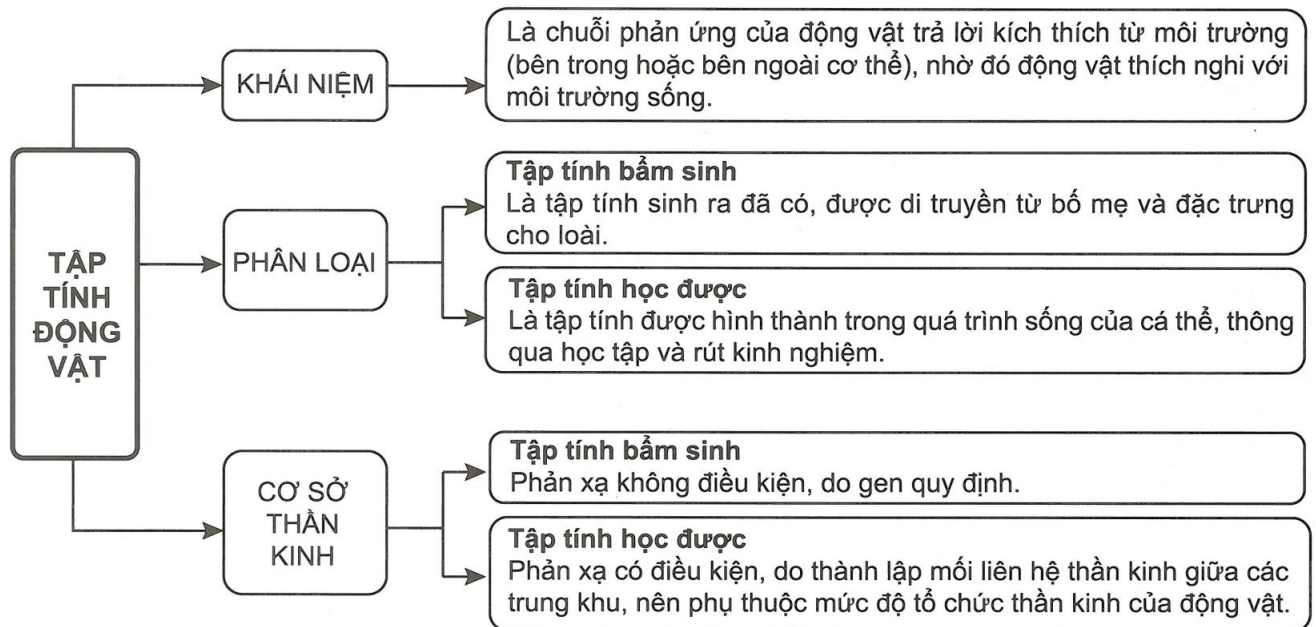 TẬP
TÍNH
ĐỘNG
VẬT
KHÁI NIỆM
Là chuỗi phản ứng của động vật trả lời kích thích từ môi trường
(bên trong hoặc bên ngoài cơ thể), nhờ đó động vật thích nghi với
môi trường sống.
PHÂN LOẠI
Tập tính bẩm sinh
Là tập tính sinh ra đã có, được di truyền từ bố mẹ và đặc trưng
cho loài.
Tập tính học được
Là tập tính được hình thành trong quá trình sống của cá thể, thông
qua học tập và rút kinh nghiệm.
CƠ SỞ
THẦN
KINH
Tập tính bẩm sinh
Phản xạ không điều kiện, do gen quy định.
Tập tính học được
Phản xạ có điều kiện, do thành lập mối liên hệ thần kinh giữa các
trung khu, nên phụ thuộc mức độ tổ chức thần kinh của động vật.